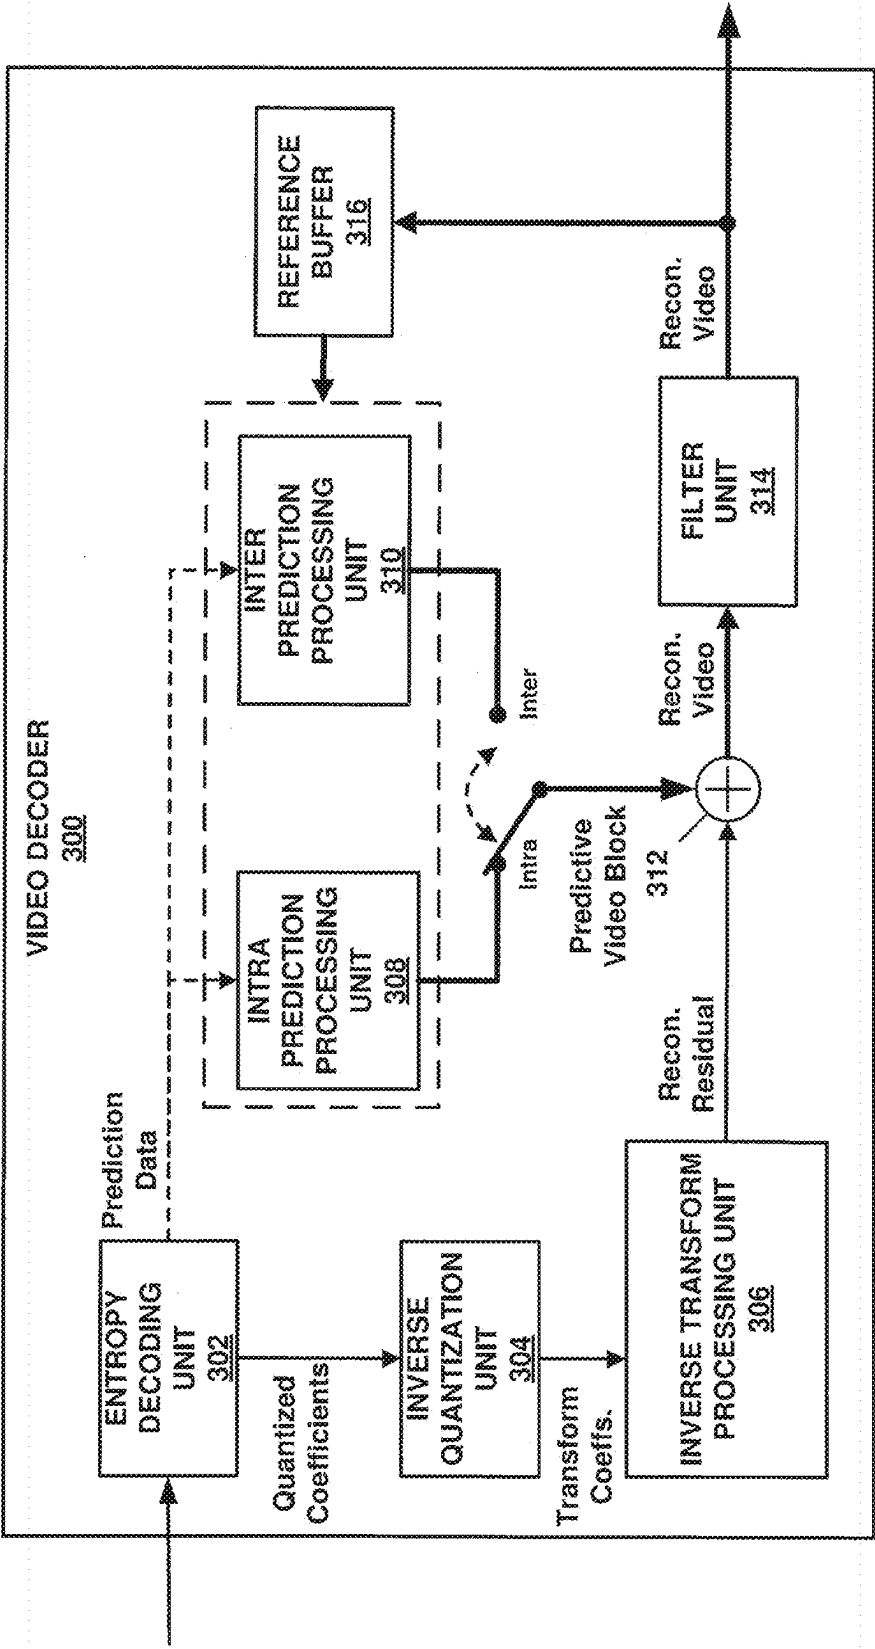 VIDEO DECODER
300
ENTROPY
DECODING
UNIT
302
Prediction
Data
INTRA
PREDICTION
PROCESSING
UNIT
308
INTER
PREDICTION
PROCESSING
UNIT
310
REFERENCE
BUFFER
316
Quantized
Coefficients
INVERSE
QUANTIZATION
UNIT
304
Intra
Inter
Predictive
Video Block
312
Transform
Coeffs.
INVERSE TRANSFORM
PROCESSING UNIT
306
Recon.
Residual
Recon.
Video
FILTER
UNIT
314
Recon.
Video